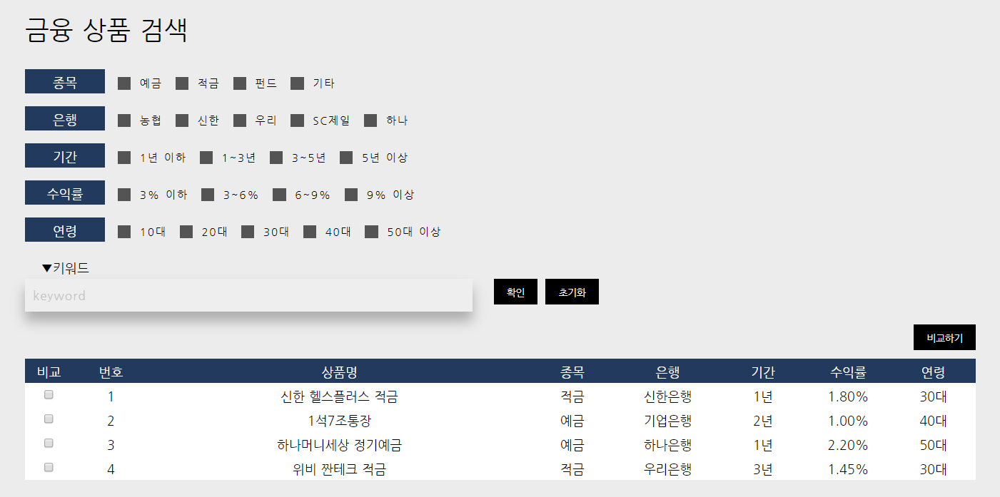 금융 상품 검색
종목 예금 적금 펀드 기타
은행 농협 신한 우리 SC제일 하나
기간 1년 이하 1~3년 3~5년 5년 이상
수익률 3% 이하 3~6% 6~9% 9% 이상
연령 10대 20대 30대 40대 50대 이상
▼키워드
keyword 확인 초기화
비교하기
비교 번호 상품명 종목 은행 기간 수익률 연령
1 신한 헬스플러스 적금 적금 신한은행 1년 1.80% 30대
2 1석7조통장 예금 기업은행 2년 1.00% 40대
3 하나머니세상 정기예금 예금 하나은행 1년 2.20% 50대
4 위비 짠테크 적금 적금 우리은행 3년 1.45% 30대